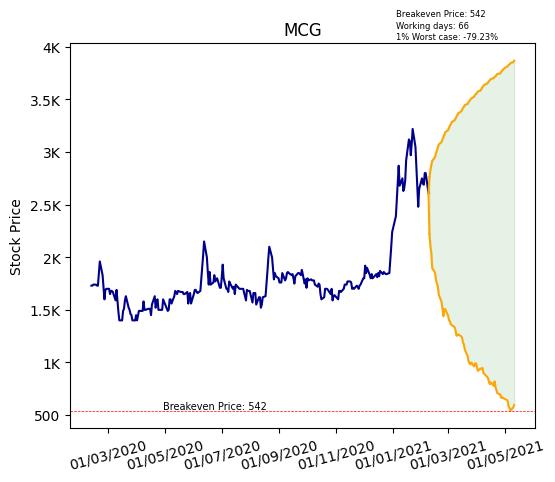 Breakeven Price: 542
Working days: 66
1% Worst case: -79.23%
MCG
Stock Price
4K
3.5K
3K
2.5K
2K
1.5K
1K
500
Breakeven Price: 542
01/03/2020
01/05/2020
01/07/2020
01/09/2020
01/11/2020
01/01/2021
01/03/2021
01/05/2021